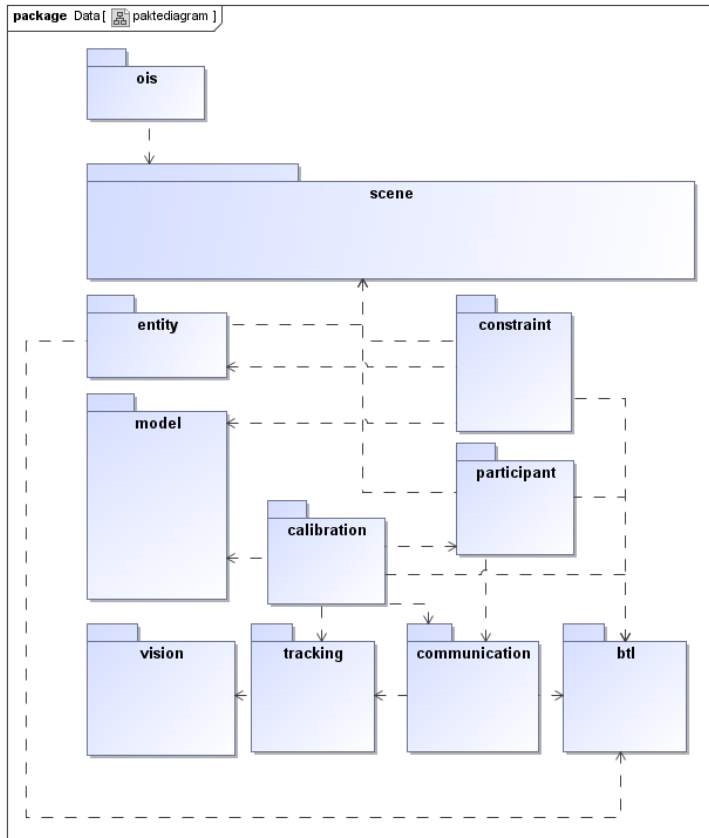 package Data[ paktediagram ]
ois
scene
entity
constraint
model
participant
calibration
vision
tracking
communication
btl